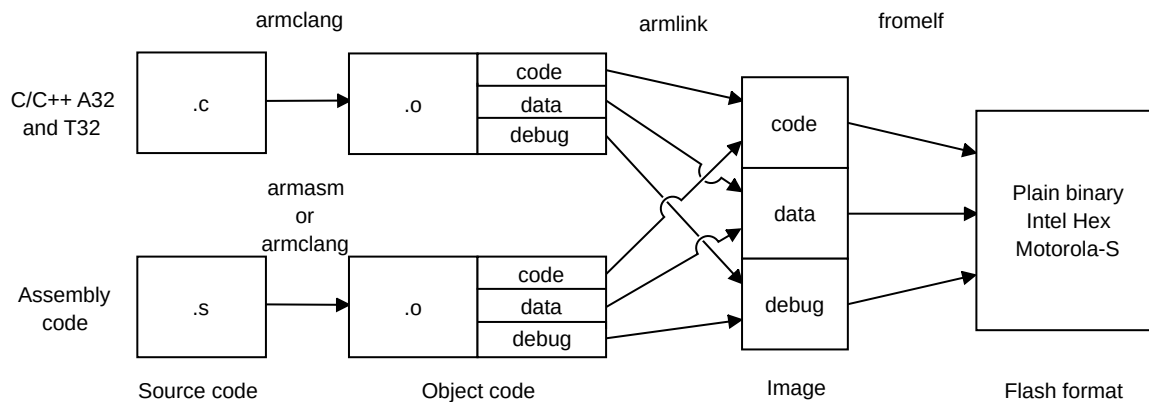 armclang
armlink
fromelf
C/C++ A32
and T32
.c
.o
code
data
debug
armasm
or
armclang
Assembly
code
.s
.o
code
data
debug
code
data
debug
Plain binary
Intel Hex
Motorola-S
Source code
Object code
Image
Flash format